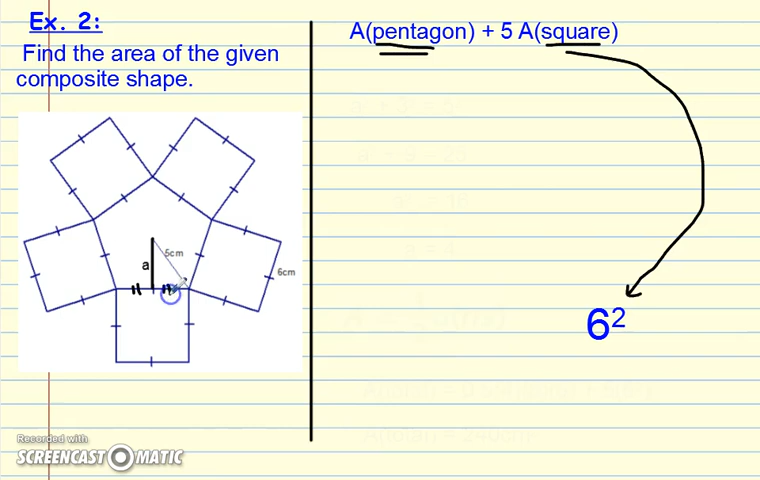 Ex. 2:
Find the area of the given
composite shape.
A(pentagon) + 5 A(square)
5cm
a
6cm
6²
a = 4
Recorded with
SCREENCAST-O-MATIC